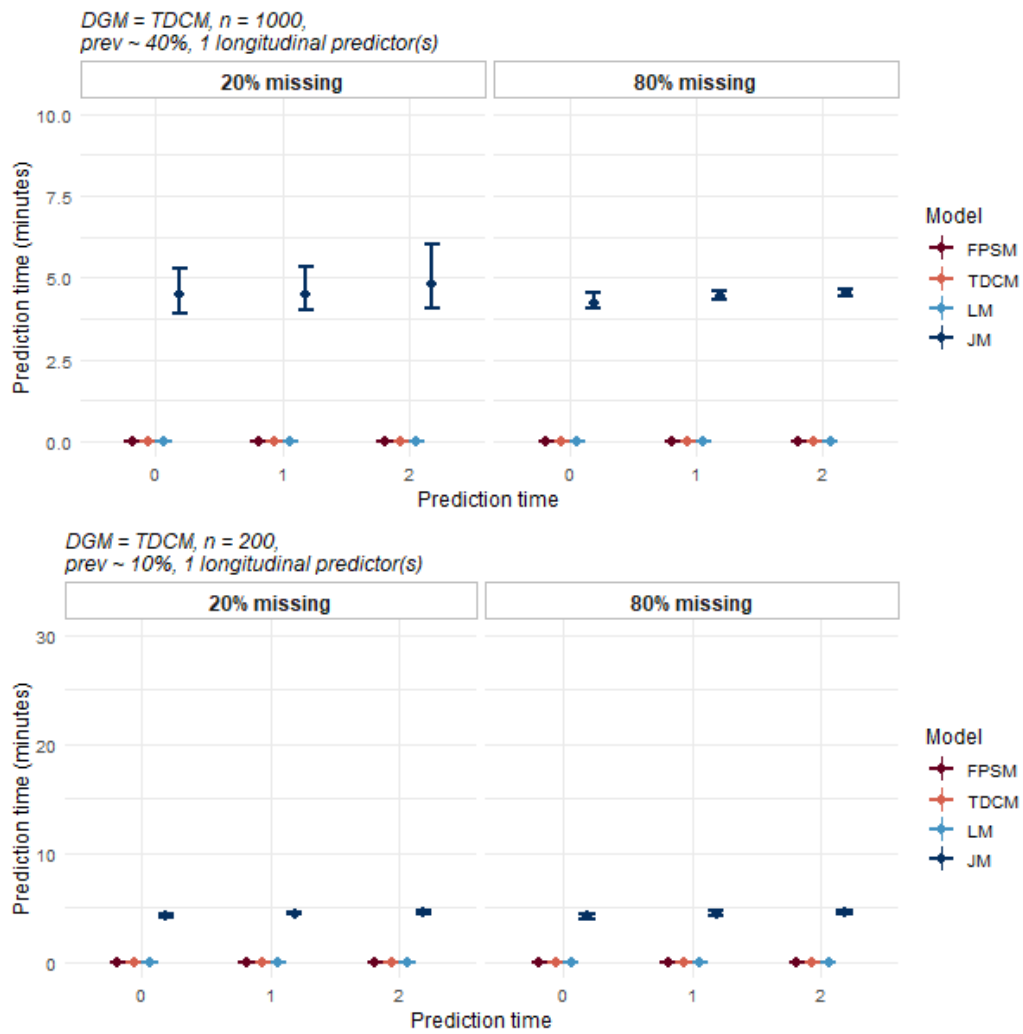 DGM = TDCM, n = 1000,
prev ~ 40%, 1 longitudinal predictor(s)
20% missing
80% missing
10.0
7.5
5.0
2.5
0.0
Prediction time (minutes)
0 1 2
0 1 2
Prediction time
Model
FPSM
TDCM
LM
JM
DGM = TDCM, n = 200,
prev ~ 10%, 1 longitudinal predictor(s)
20% missing
80% missing
30
20
10
0
Prediction time (minutes)
0 1 2
0 1 2
Prediction time
Model
FPSM
TDCM
LM
JM